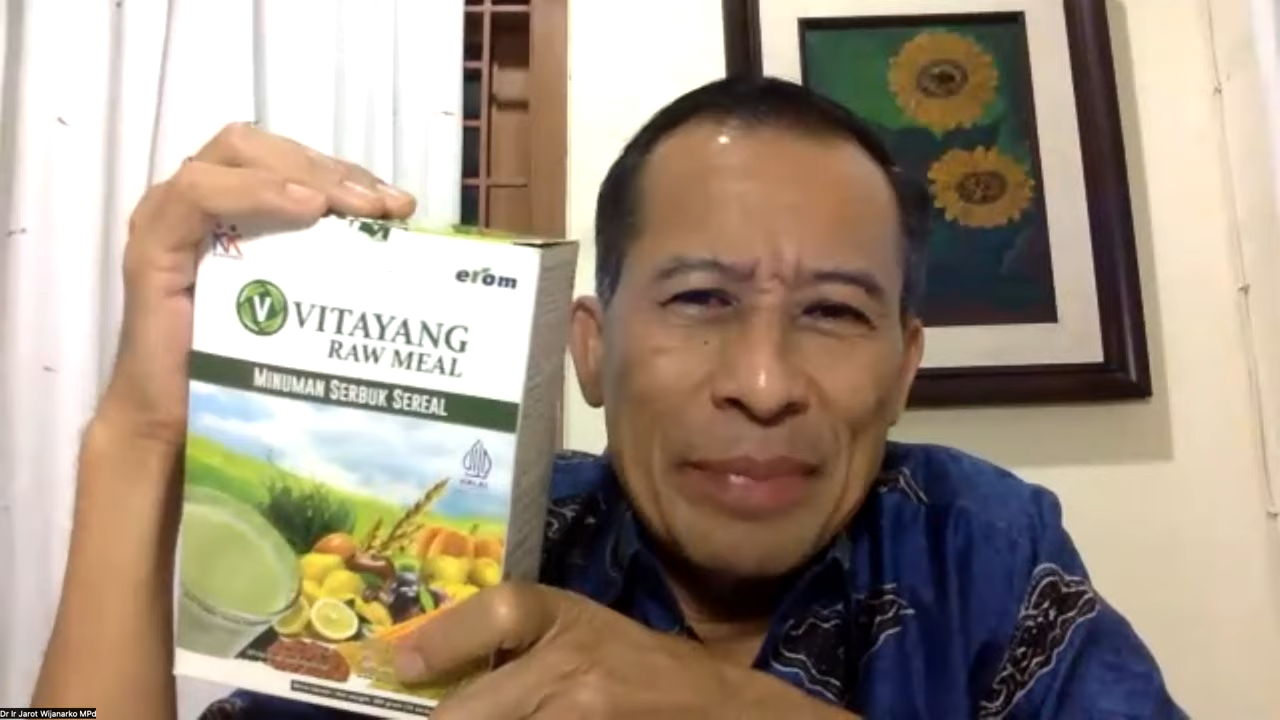 erom
V VITAYANG
RAW MEAL
MINUMAN SERBUK SEREAL
HALAL
Dr Ir Jarot Wijanarko MPd